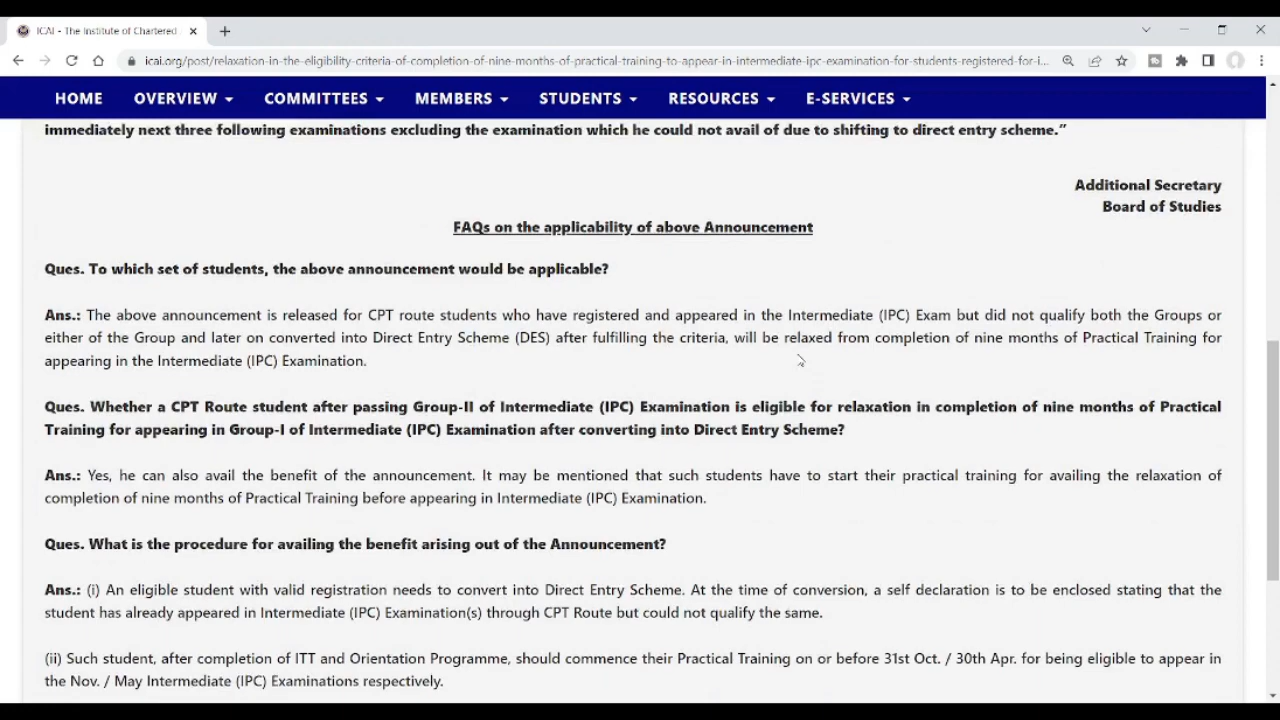 ICAI - The Institute of Chartered
icai.org/post/relaxation-in-the-eligibility-criteria-of-completion-of-nine-months-of-practical-training-to-appear-in-intermediate-ipc-examination-for-students-registered-for-i...
HOME OVERVIEW COMMITTEES MEMBERS STUDENTS RESOURCES E-SERVICES
immediately next three following examinations excluding the examination which he could not avail of due to shifting to direct entry scheme.”
Additional Secretary
Board of Studies
FAQs on the applicability of above Announcement
Ques. To which set of students, the above announcement would be applicable?
Ans.: The above announcement is released for CPT route students who have registered and appeared in the Intermediate (IPC) Exam but did not qualify both the Groups or
either of the Group and later on converted into Direct Entry Scheme (DES) after fulfilling the criteria, will be relaxed from completion of nine months of Practical Training for
appearing in the Intermediate (IPC) Examination.
Ques. Whether a CPT Route student after passing Group-II of Intermediate (IPC) Examination is eligible for relaxation in completion of nine months of Practical
Training for appearing in Group-I of Intermediate (IPC) Examination after converting into Direct Entry Scheme?
Ans.: Yes, he can also avail the benefit of the announcement. It may be mentioned that such students have to start their practical training for availing the relaxation of
completion of nine months of Practical Training before appearing in Intermediate (IPC) Examination.
Ques. What is the procedure for availing the benefit arising out of the Announcement?
Ans.: (i) An eligible student with valid registration needs to convert into Direct Entry Scheme. At the time of conversion, a self declaration is to be enclosed stating that the
student has already appeared in Intermediate (IPC) Examination(s) through CPT Route but could not qualify the same.
(ii) Such student, after completion of ITT and Orientation Programme, should commence their Practical Training on or before 31st Oct. / 30th Apr. for being eligible to appear in
the Nov. / May Intermediate (IPC) Examinations respectively.